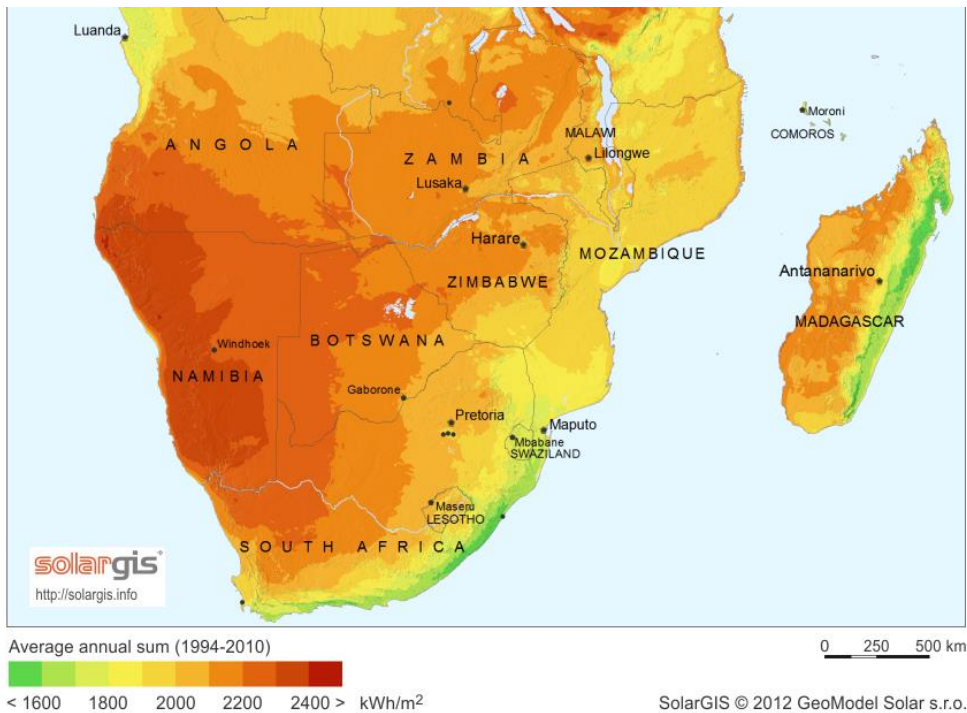 Luanda
Moroni
COMOROS
ANGOLA
MALAWI
ZAMBIA
Lilongwe
Lusaka
Harare
MOZAMBIQUE
ZIMBABWE
Antananarivo
MADAGASCAR
BOTSWANA
Windhoek
NAMIBIA
Gaborone
Pretoria
Maputo
Mbabane
SWAZILAND
Maseru
LESOTHO
SOUTH AFRICA
solargis
http://solargis.info
Average annual sum (1994-2010)
0 250 500 km
< 1600 1800 2000 2200 2400 > kWh/m²
SolarGIS © 2012 GeoModel Solar s.r.o.